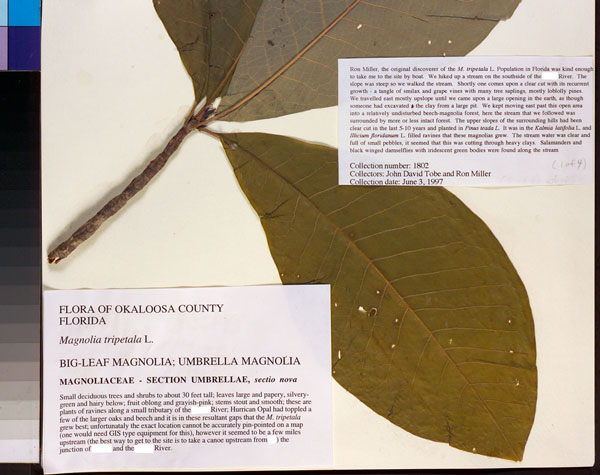 Ron Miller, the original discoverer of the M. tripetala L. Population in Florida was kind enough
to take me to the site by boat. We hiked up a stream on the southside of the River. The
slope was steep so we walked the stream. Shortly one comes upon a clear cut with its recurrent
growth - a tangle of smilax and grape vines with many tree saplings, mostly loblolly pines.
We travelled east mostly upslope until we came upon a large opening in the earth, as though
someone had excavated the clay from a large pit. We kept moving east past this open area
into a relatively undisturbed beech-magnolia forest, here the stream that we followed was
surrounded by more or less intact forest. The upper slopes of the surrounding hills had been
clear cut in the last 5-10 years and planted in Pinus teada L. It was in the Kalmia latifolia L. and
Illicium floridanum L. filled ravines that these magnolias grew. The stream water was clear and
full of small pebbles, it seemed that this was cutting through heavy clays. Salamanders and
black winged damselflies with iridescent green bodies were found along the stream
Collection number: 1802 (1 of 4)
Collectors: John David Tobe and Ron Miller
Collection date: June 3, 1997
FLORA OF OKALOOSA COUNTY
FLORIDA
Magnolia tripetala L.
BIG-LEAF MAGNOLIA; UMBRELLA MAGNOLIA
MAGNOLIACEAE - SECTION UMBRELLAE, sectio nova
Small deciduous trees and shrubs to about 30 feet tall; leaves large and papery, silvery-
green and hairy below; fruit oblong and grayish-pink; stems stout and smooth; these are
plants of ravines along a small tributary of the River; Hurrican Opal had toppled a
few of the larger oaks and beech and it is in these resultant gaps that the M. tripetala
grew best; unfortunately the exact location cannot be accurately pin-pointed on a map
(one would need GIS type equipment for this), however it seemed to be a few miles
upstream (the best way to get to the site is to take a canoe upstream from ) the
junction of and the River.